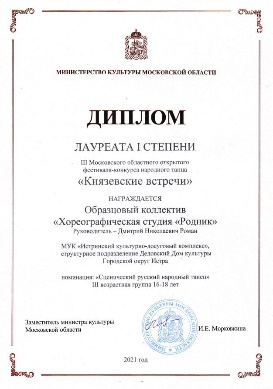 МИНИСТЕРСТВО КУЛЬТУРЫ МОСКОВСКОЙ ОБЛАСТИ
ДИПЛОМ
ЛАУРЕАТА I СТЕПЕНИ
III Московского областного открытого
фестиваля-конкурса народного танца
«Князевские встречи»
НАГРАЖДАЕТСЯ
Образцовый коллектив
«Хореографическая студия «Родник»
Руководитель – Дмитрий Николаевич Роман
МУК «Истринский культурно-досуговый комплекс»,
структурное подразделение Дедовский Дом культуры
Городской округ Истра
номинация: «Сценический русский народный танец»
III возрастная группа 16-18 лет
Заместитель министра культуры
Московской области
И.Е. Морковкина
2021 год